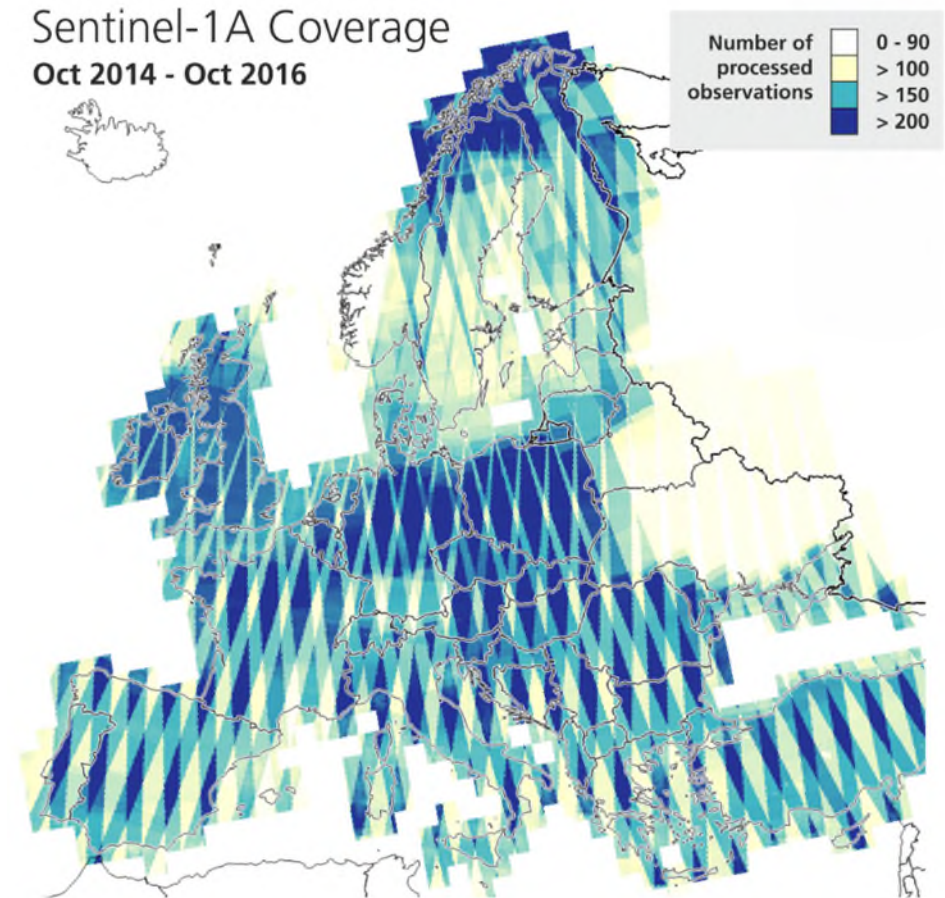 Sentinel-1A Coverage
Oct 2014 - Oct 2016
Number of
processed
observations
0 - 90
> 100
> 150
> 200